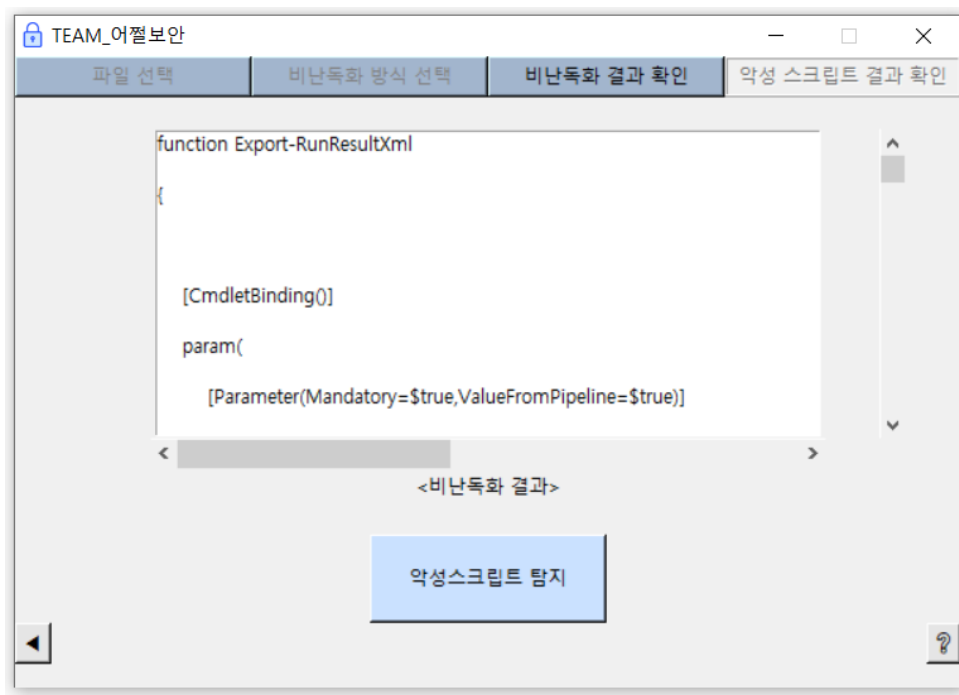 TEAM_어쩔보안
파일 선택
비난독화 방식 선택
비난독화 결과 확인
악성 스크립트 결과 확인
function Export-RunResultXml
{
[CmdletBinding()]
param(
[Parameter(Mandatory=$true,ValueFromPipeline=$true)]
<비난독화 결과>
악성스크립트 탐지
?